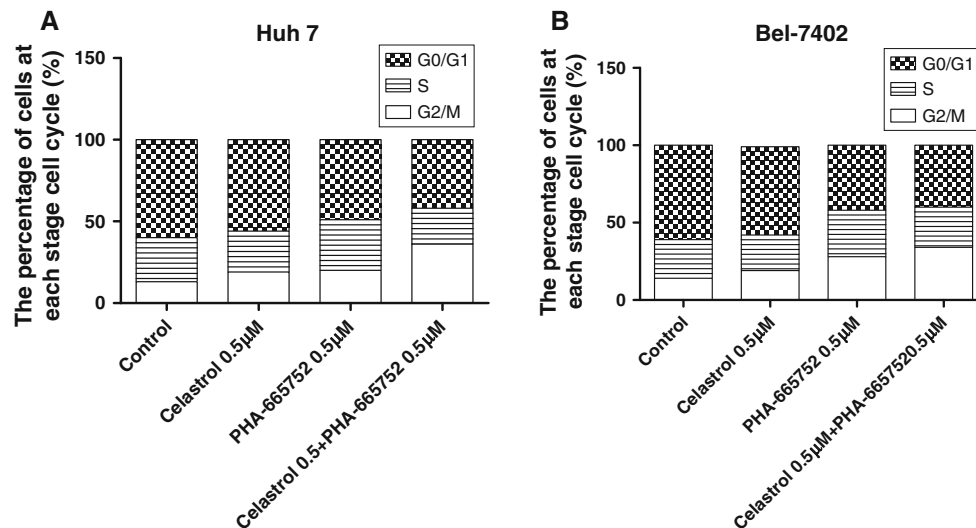 A
Huh 7
The percentage of cells at
each stage cell cycle (%)
150
100
50
0
G0/G1
S
G2/M
Control
Celastrol 0.5μM
PHA-665752 0.5μM
Celastrol 0.5+PHA-665752 0.5μM
B
Bel-7402
The percentage of cells at
each stage cell cycle (%)
150
100
50
0
G0/G1
S
G2/M
Control
Celastrol 0.5μM
PHA-665752 0.5μM
Celastrol 0.5μM+PHA-6657520.5μM